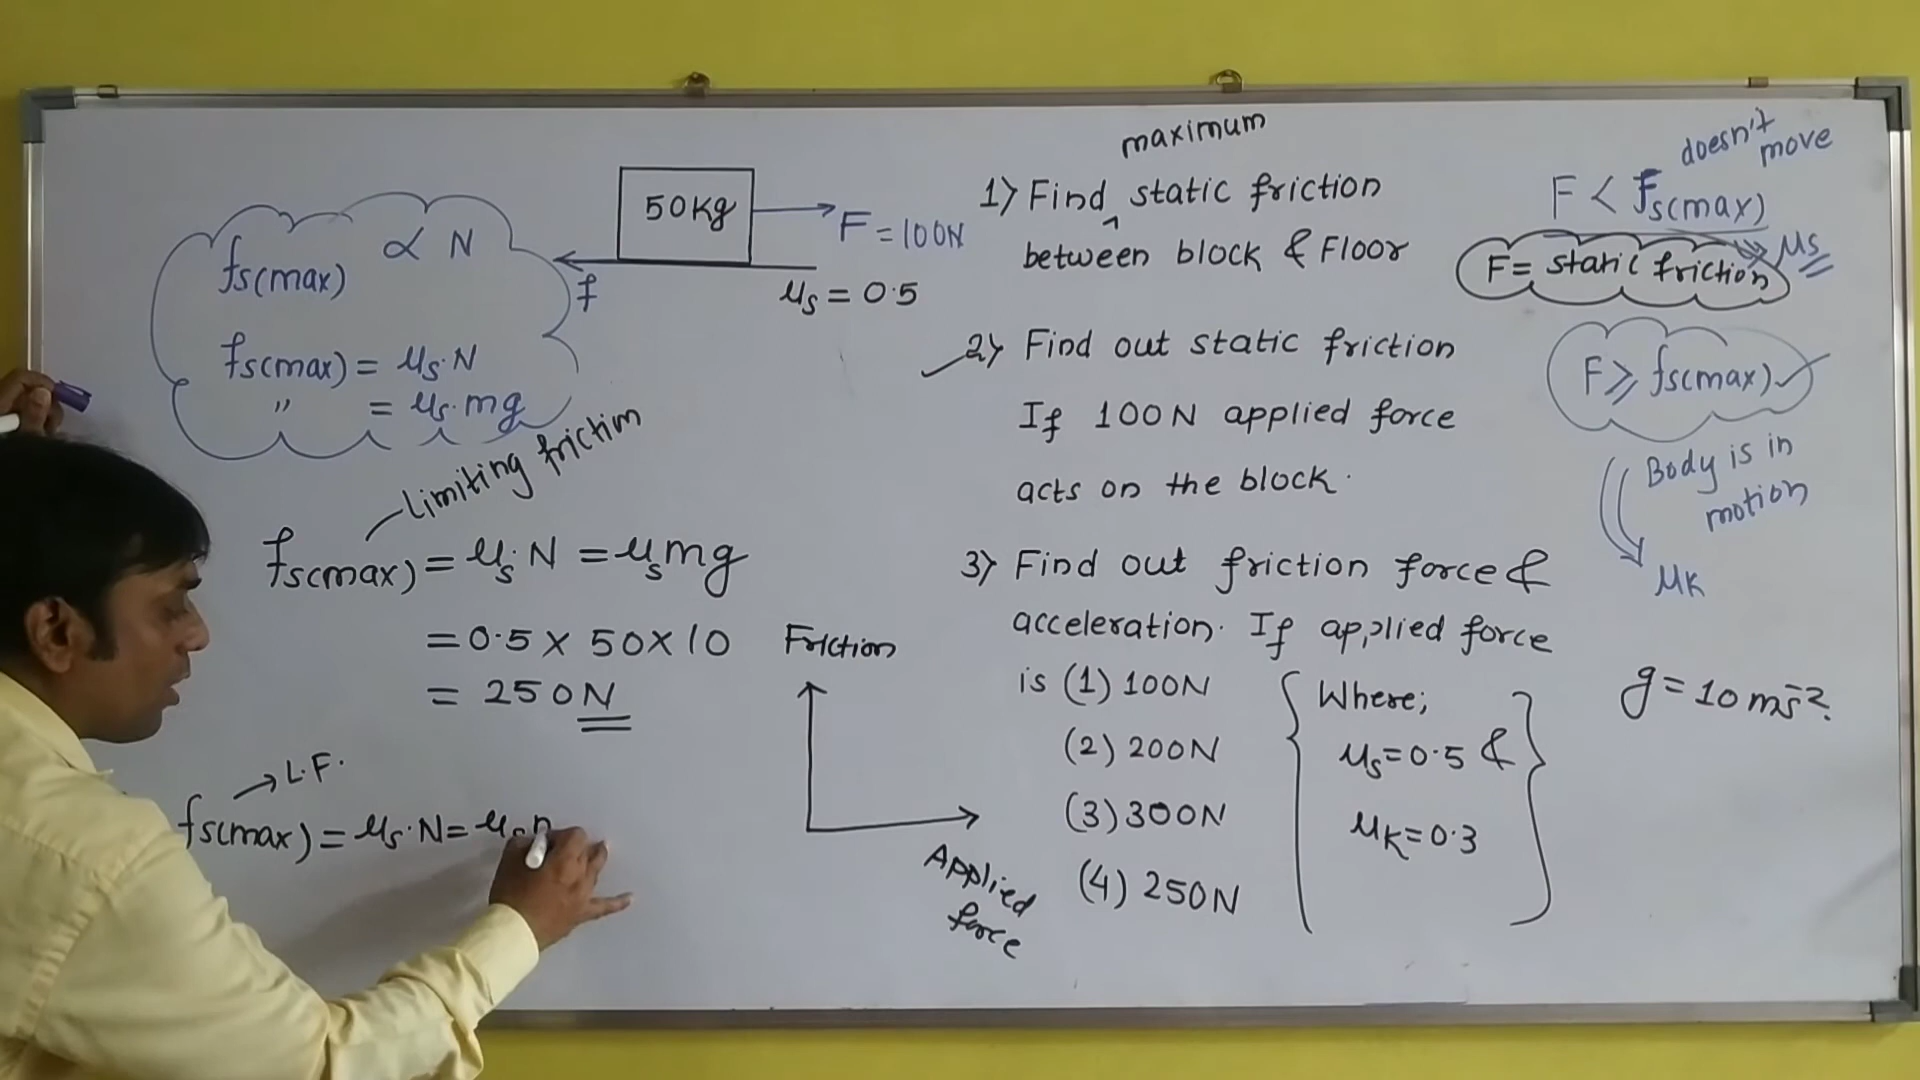 fs(max) ∝ N
fs(max) = μs.N
" = μs.mg
50Kg
F = 100N
f
μs = 0.5
Limiting friction
fs(max) = μs.N = μsmg
= 0.5 x 50 x 10
= 250N
L.F.
fs(max) = μs.N = μs
Friction
Applied
force
maximum
1) Find static friction
between block & Floor
2) Find out static friction
If 100N applied force
acts on the block.
3) Find out friction force &
acceleration. If applied force
is (1) 100N
(2) 200N
(3) 300N
(4) 250N
Where;
μs = 0.5 &
μK = 0.3
doesn't
move
F < Fs(max)
μs
F = static friction
F ⩾ fs(max)
Body is in
motion
μK
g = 10 ms⁻².